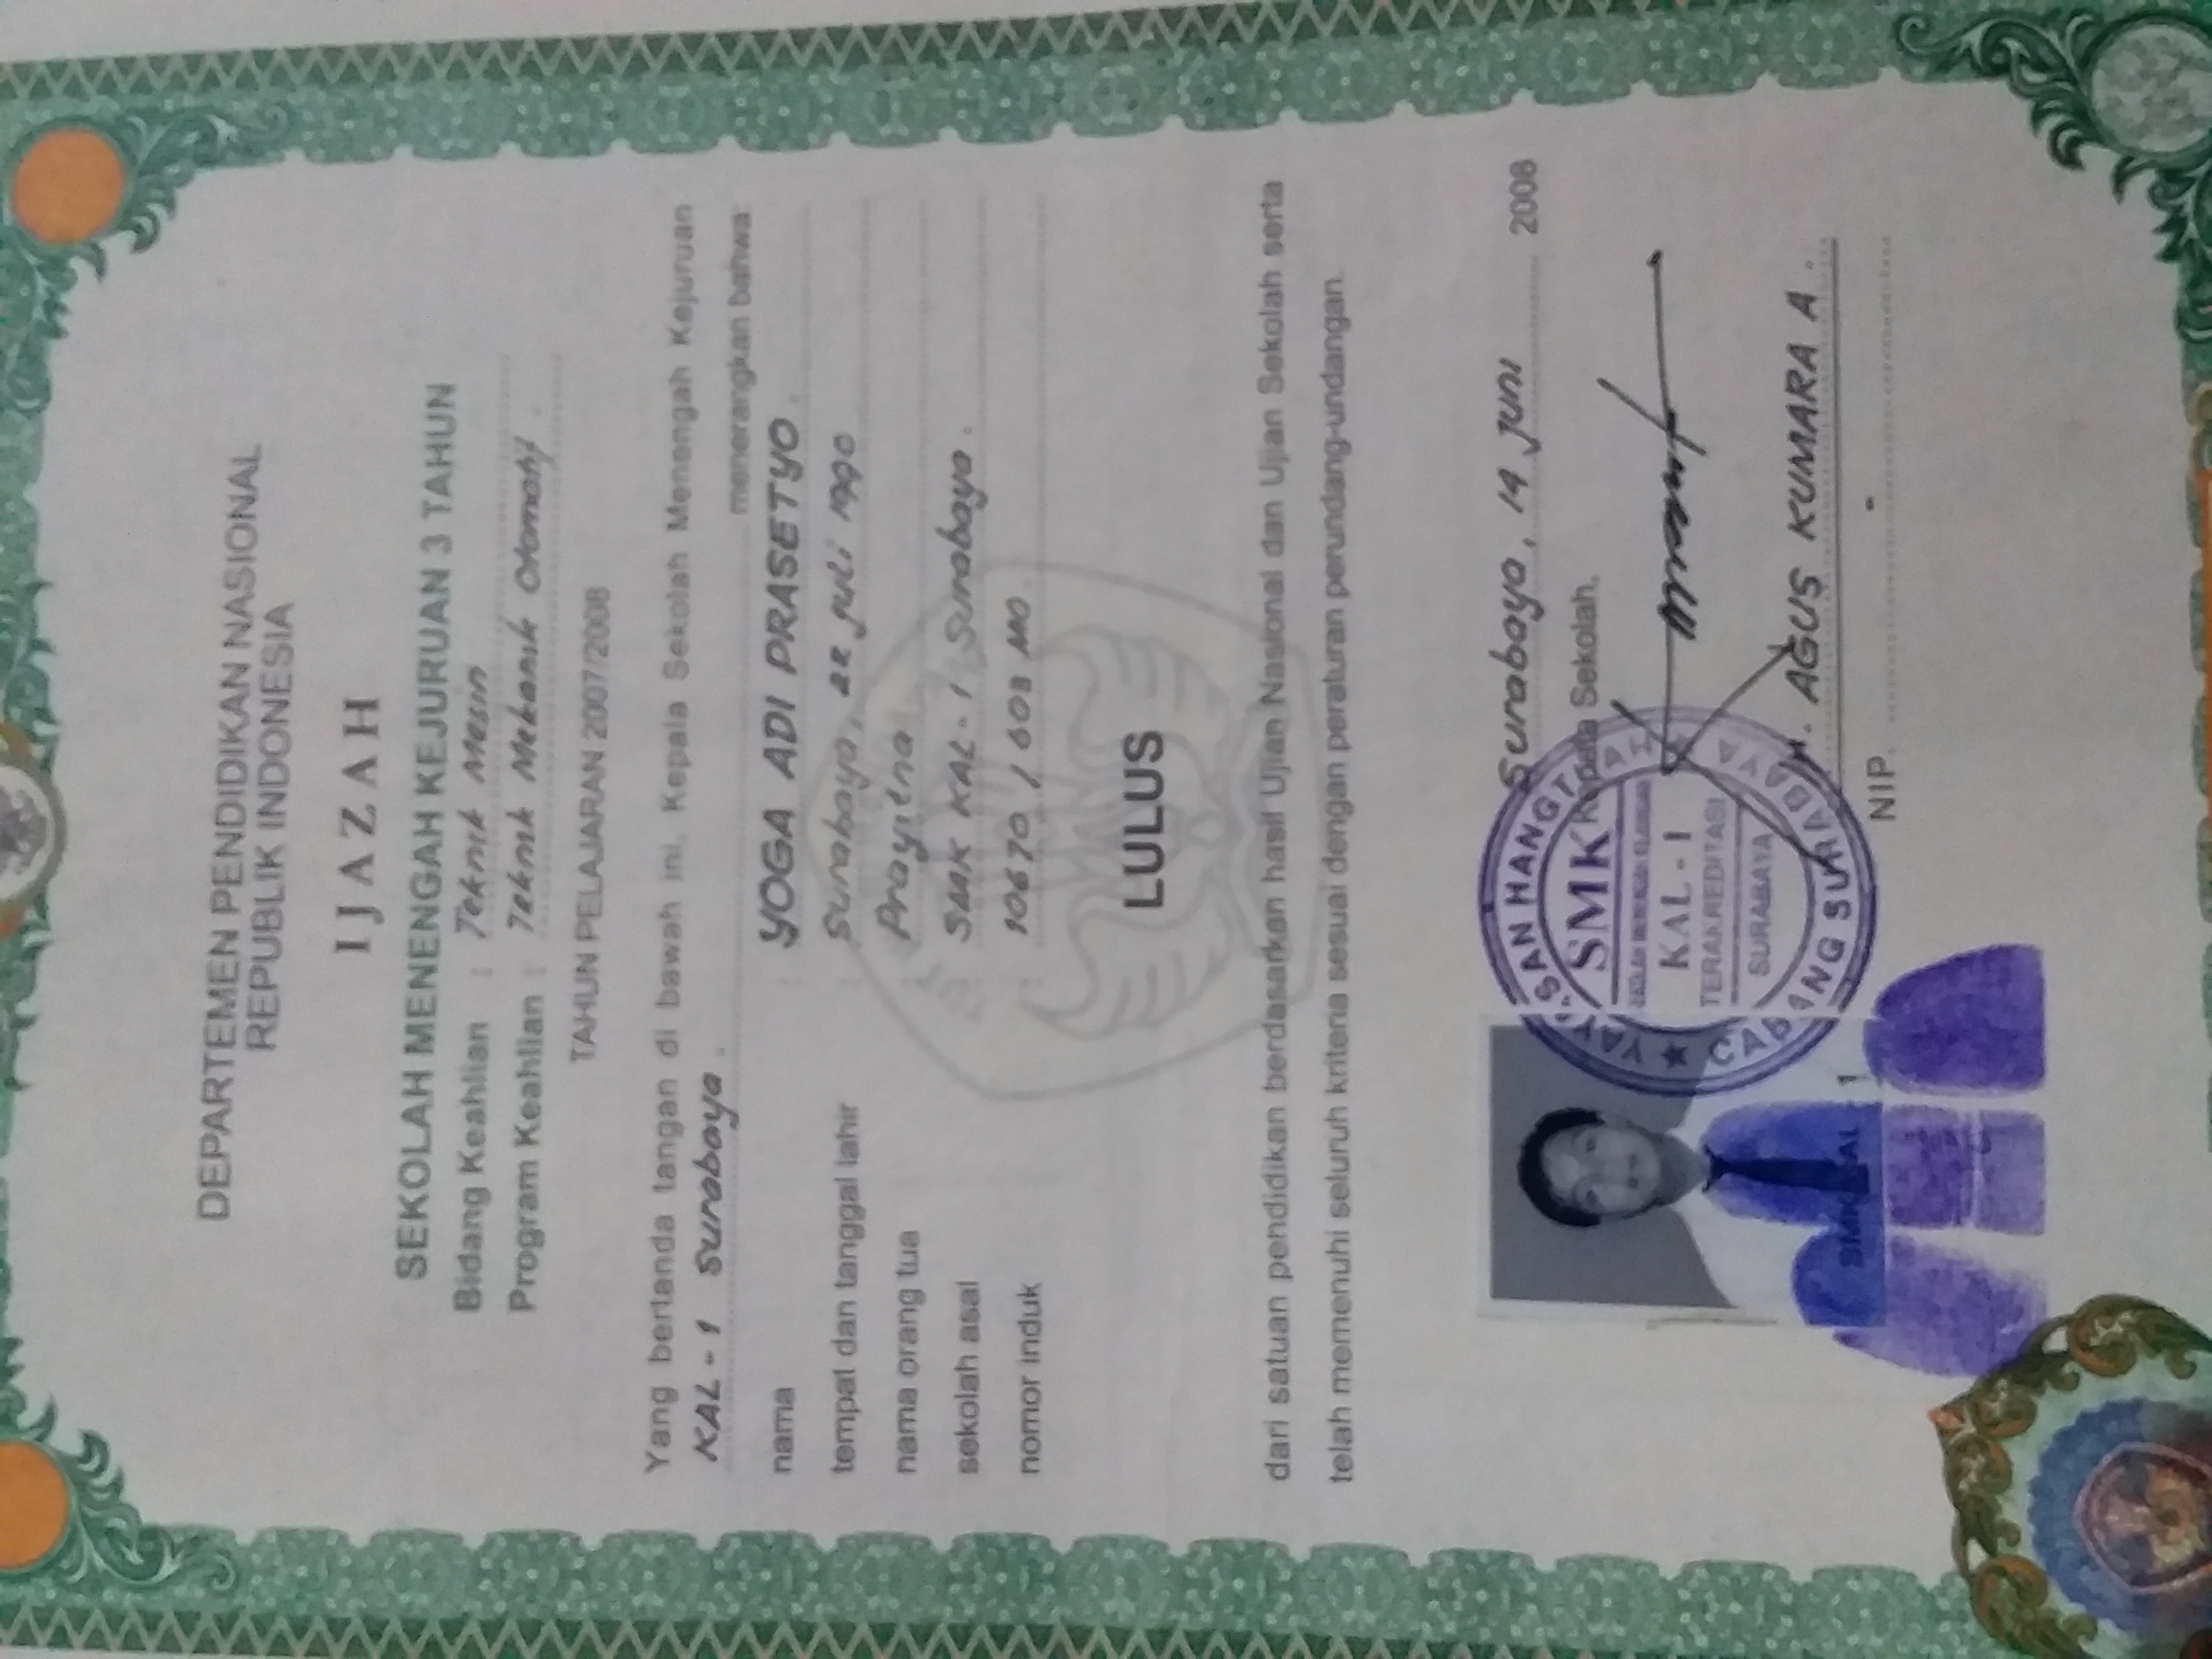 DEPARTEMEN PENDIDIKAN NASIONAL
REPUBLIK INDONESIA
IJAZAH
SEKOLAH MENENGAH KEJURUAN 3 TAHUN
Bidang Keahlian : Teknik Mesin
Program Keahlian : Teknik Mekanik Otomotif
TAHUN PELAJARAN 2007/2008
Yang bertanda tangan di bawah ini, Kepala Sekolah Menengah Kejuruan
KAL-1 Surabaya.
menerangkan bahwa:
nama : YOGA ADI PRASETYO.
tempat dan tanggal lahir : Surabaya, 22 Juli 1990
nama orang tua : Prayitno
sekolah asal : SMK KAL-1 Surabaya.
nomor induk : 10670 / 603 MO
LULUS
dari satuan pendidikan berdasarkan hasil Ujian Nasional dan Ujian Sekolah serta
telah memenuhi seluruh kriteria sesuai dengan peraturan perundang-undangan.
Surabaya, 14 Juni 2008
Kepala Sekolah,
YAYASAN HANGTUAH
SMK
SEKOLAH MENENGAH KEJURUAN
KAL-1
TERAKREDITASI
SURABAYA
CABANG SURABAYA
H. AGUS KUMARA A.
NIP. -
SMK KAL 1